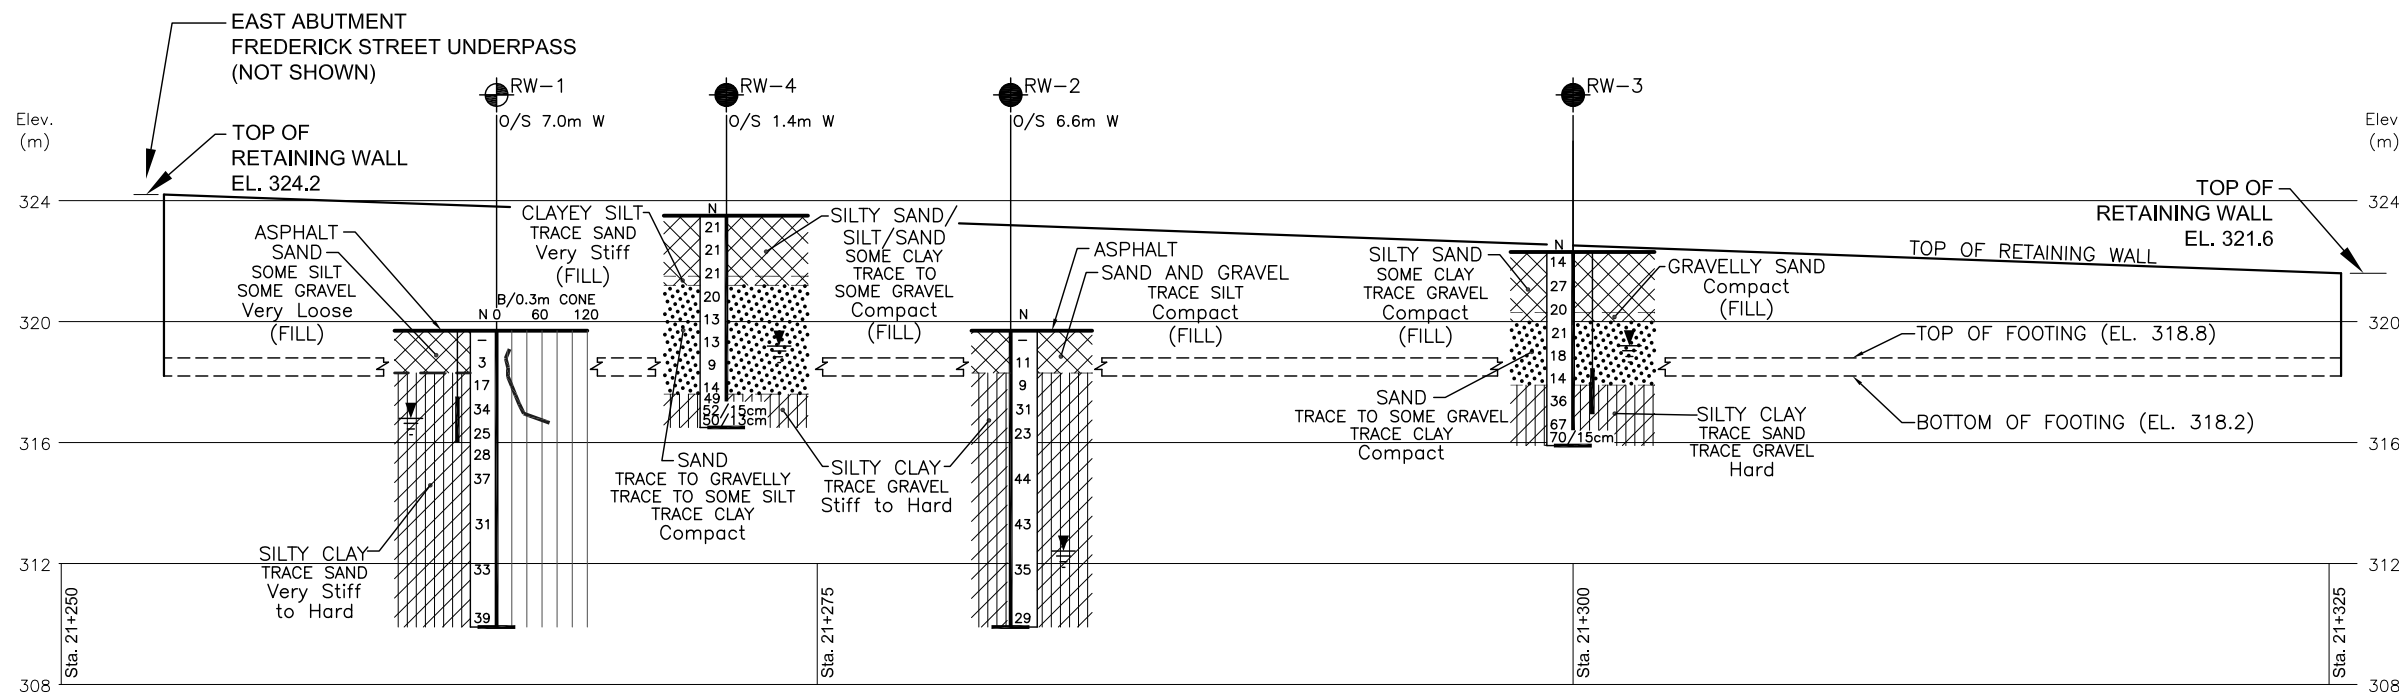 EAST ABUTMENT
FREDERICK STREET UNDERPASS
(NOT SHOWN)
RW-1
O/S 7.0m W
RW-4
O/S 1.4m W
RW-2
O/S 6.6m W
RW-3
Elev.
(m)
Elev
(m)
TOP OF
RETAINING WALL
EL. 324.2
TOP OF
RETAINING WALL
EL. 321.6
324
324
320
320
316
316
312
312
308
308
ASPHALT
SAND
SOME SILT
SOME GRAVEL
Very Loose
(FILL)
CLAYEY SILT
TRACE SAND
Very Stiff
(FILL)
B/0.3m CONE
N 0 60 120
–
3
17
34
25
28
37
31
33
39
SILTY CLAY
TRACE SAND
Very Stiff
to Hard
N
21
21
21
20
13
13
9
14
49
52/15cm
50/13cm
SILTY SAND/
SILT/SAND
SOME CLAY
TRACE TO
SOME GRAVEL
Compact
(FILL)
SAND
TRACE TO GRAVELLY
TRACE TO SOME SILT
TRACE CLAY
Compact
SILTY CLAY
TRACE GRAVEL
Stiff to Hard
N
–
11
9
31
23
44
43
35
29
ASPHALT
SAND AND GRAVEL
TRACE SILT
Compact
(FILL)
SILTY SAND
SOME CLAY
TRACE GRAVEL
Compact
(FILL)
N
14
27
20
21
18
14
36
67
70/15cm
GRAVELLY SAND
Compact
(FILL)
TOP OF RETAINING WALL
TOP OF FOOTING (EL. 318.8)
BOTTOM OF FOOTING (EL. 318.2)
SAND
TRACE TO SOME GRAVEL
TRACE CLAY
Compact
SILTY CLAY
TRACE SAND
TRACE GRAVEL
Hard
Sta. 21+250
Sta. 21+275
Sta. 21+300
Sta. 21+325